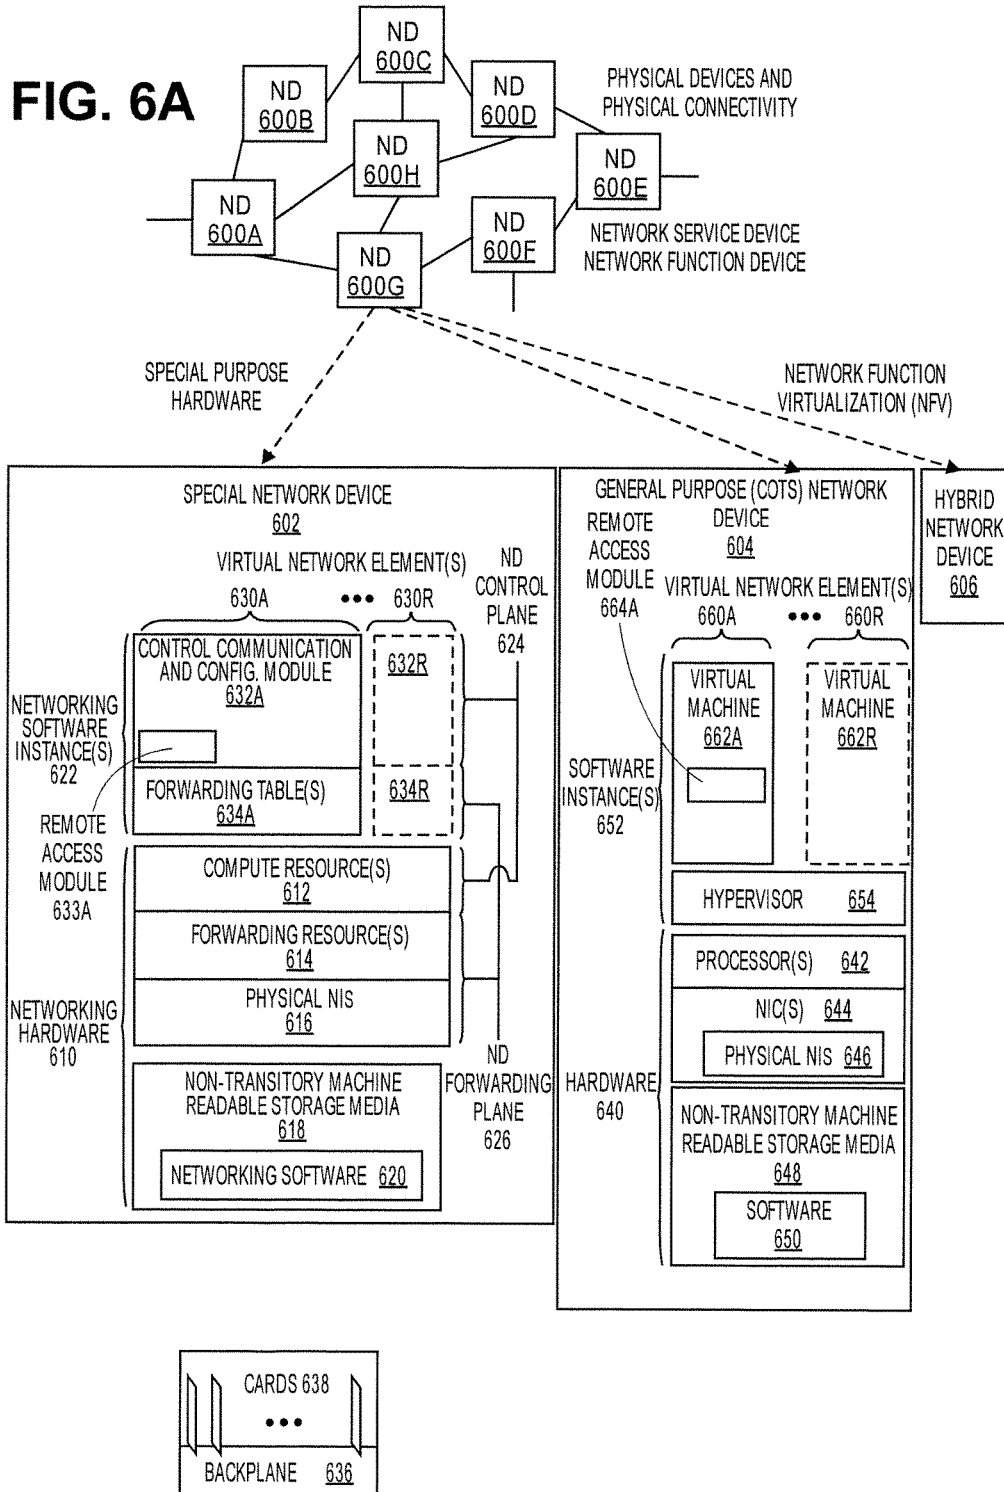 FIG. 6A
ND
600C
ND
600B
ND
600D
PHYSICAL DEVICES AND
PHYSICAL CONNECTIVITY
ND
600H
ND
600E
ND
600A
ND
600F
NETWORK SERVICE DEVICE
NETWORK FUNCTION DEVICE
ND
600G
SPECIAL PURPOSE
HARDWARE
NETWORK FUNCTION
VIRTUALIZATION (NFV)
SPECIAL NETWORK DEVICE
602
VIRTUAL NETWORK ELEMENT(S)
630A
••• 630R
ND
CONTROL
PLANE
624
CONTROL COMMUNICATION
AND CONFIG. MODULE
632A
632R
NETWORKING
SOFTWARE
INSTANCE(S)
622
FORWARDING TABLE(S)
634A
634R
REMOTE
ACCESS
MODULE
633A
COMPUTE RESOURCE(S)
612
FORWARDING RESOURCE(S)
614
PHYSICAL NIS
616
NETWORKING
HARDWARE
610
ND
FORWARDING
PLANE
626
NON-TRANSITORY MACHINE
READABLE STORAGE MEDIA
618
NETWORKING SOFTWARE 620
GENERAL PURPOSE (COTS) NETWORK
DEVICE
604
REMOTE
ACCESS
MODULE
664A
VIRTUAL NETWORK ELEMENT(S)
660A
••• 660R
VIRTUAL
MACHINE
662A
VIRTUAL
MACHINE
662R
SOFTWARE
INSTANCE(S)
652
HYPERVISOR 654
PROCESSOR(S) 642
NIC(S) 644
PHYSICAL NIS 646
HARDWARE
640
NON-TRANSITORY MACHINE
READABLE STORAGE MEDIA
648
SOFTWARE
650
HYBRID
NETWORK
DEVICE
606
CARDS 638
•••
BACKPLANE 636